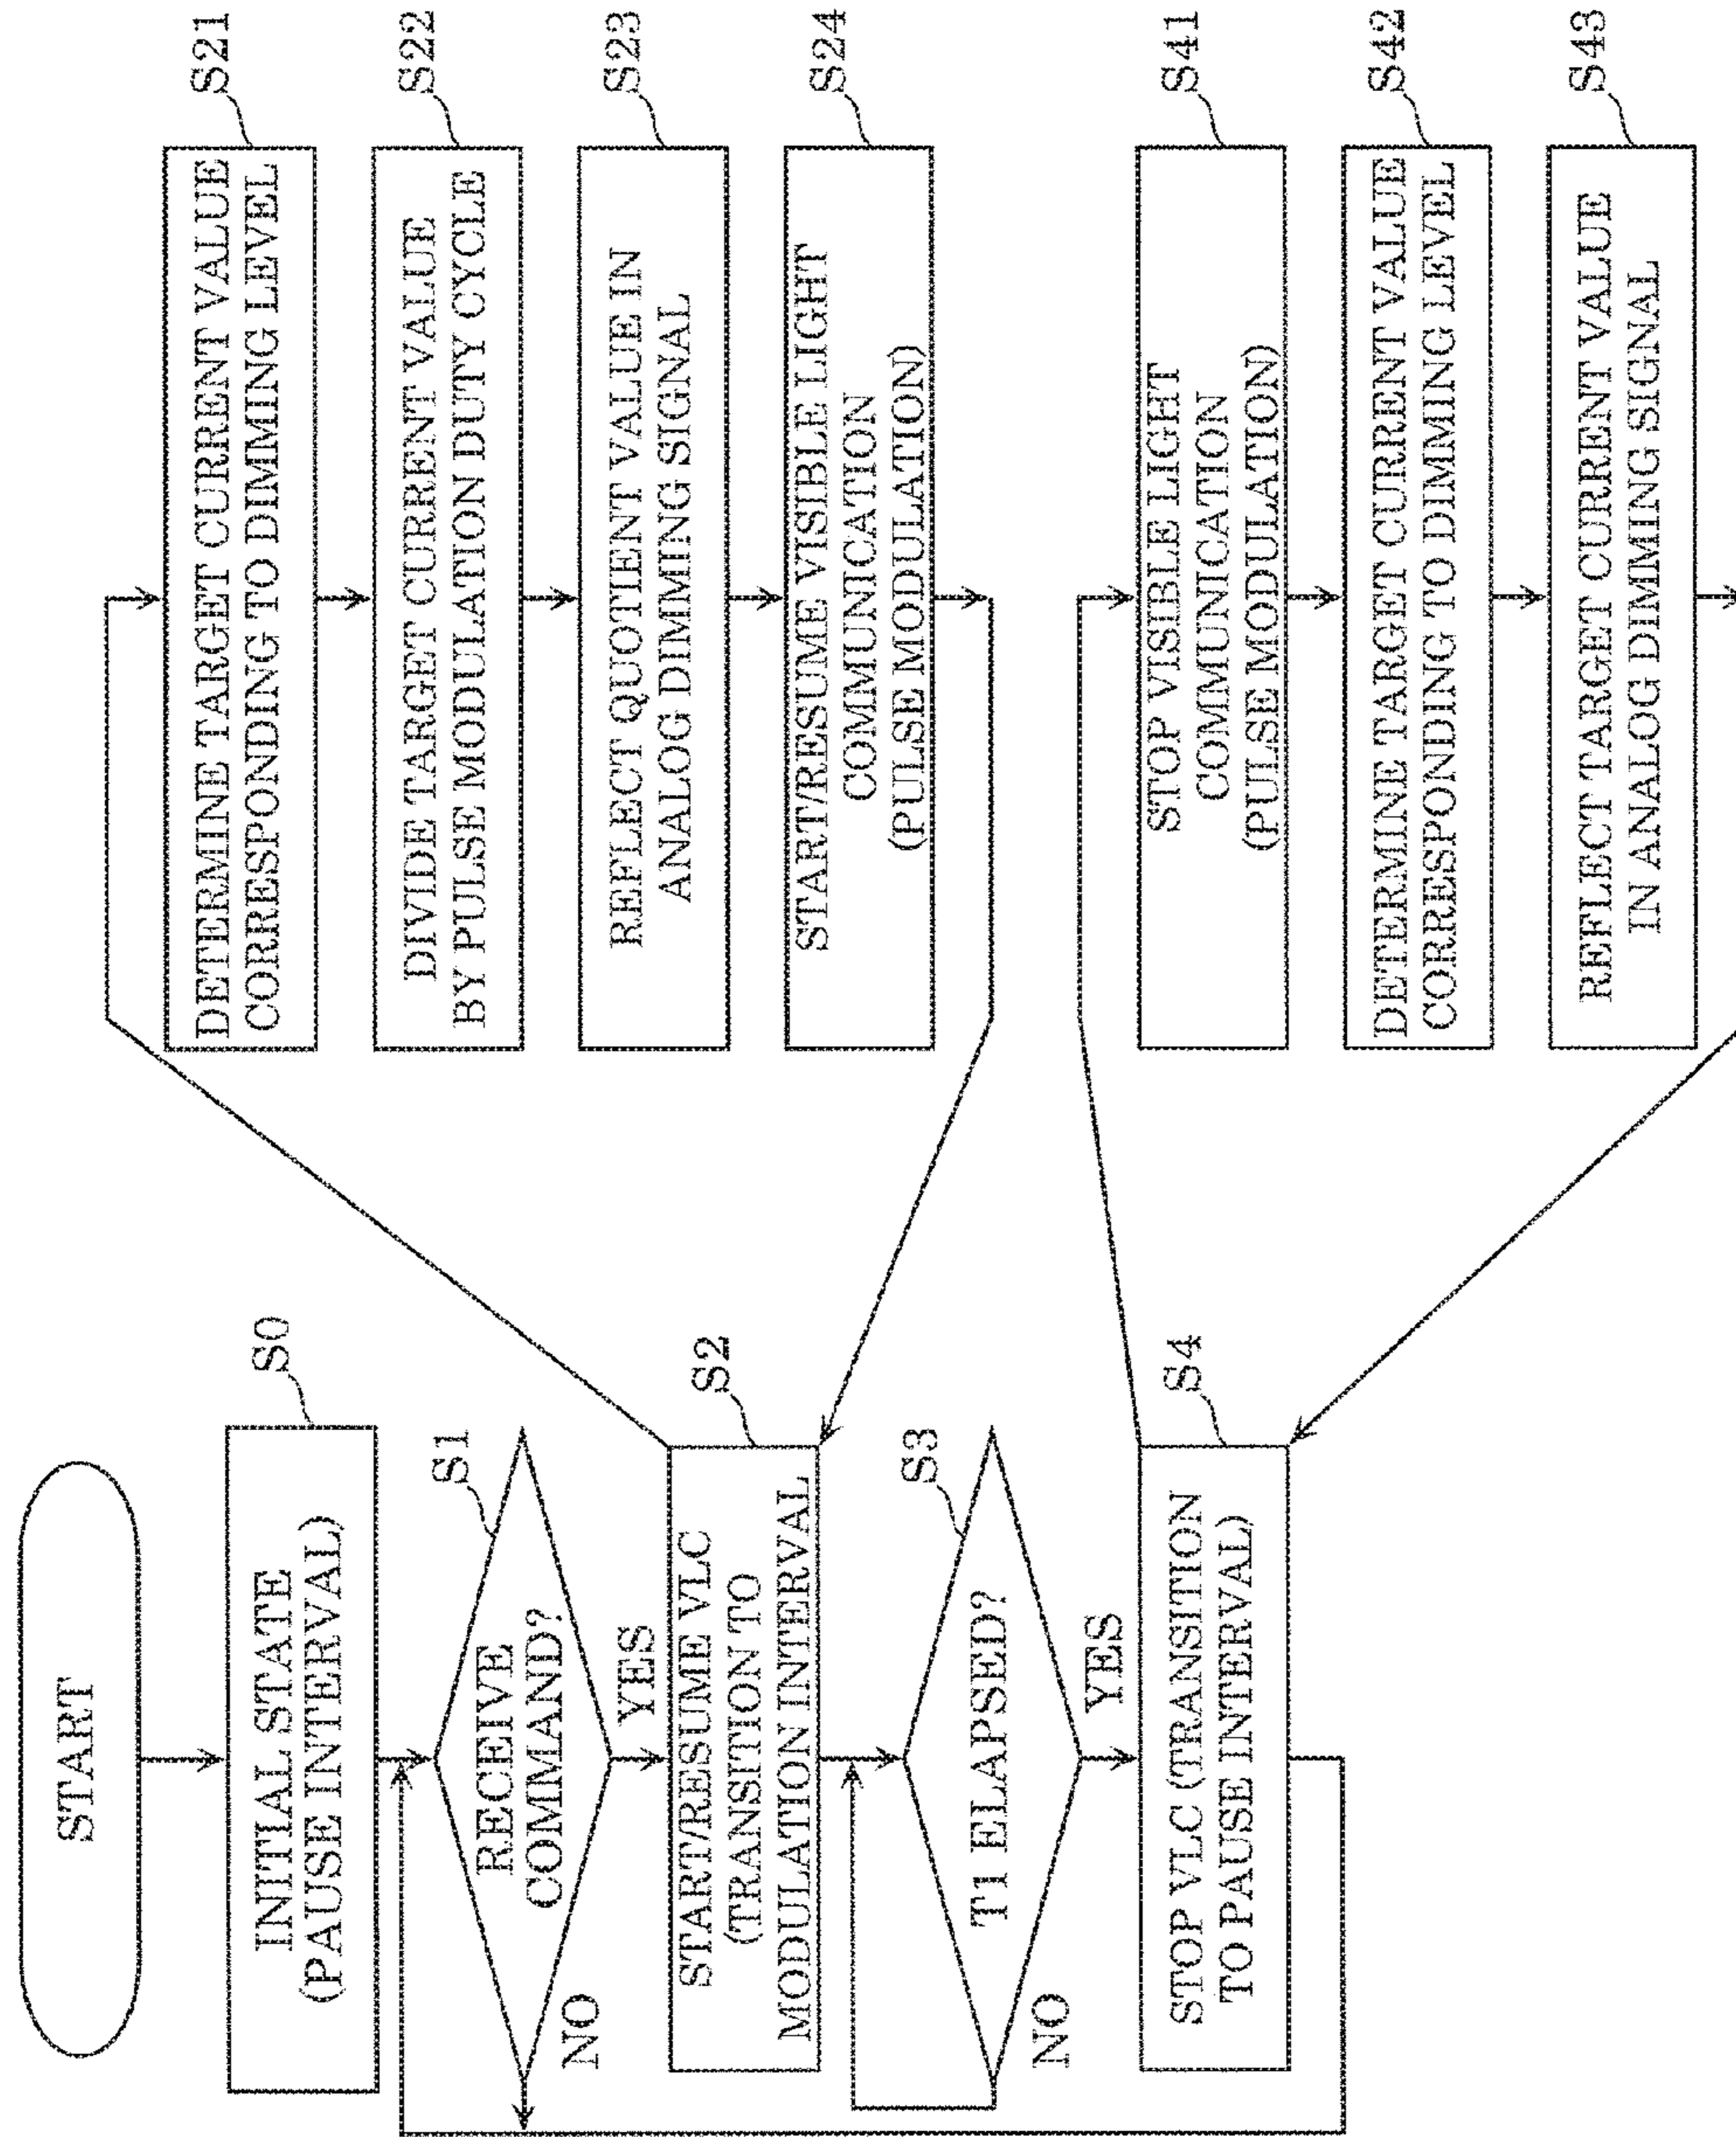 START
INITIAL STATE
(PAUSE INTERVAL)
S0
RECEIVE
COMMAND?
S1
NO
YES
START/RESUME VLC
(TRANSITION TO
MODULATION INTERVAL
S2
T1 ELAPSED?
S3
NO
YES
STOP VLC (TRANSITION
TO PAUSE INTERVAL)
S4
DETERMINE TARGET CURRENT VALUE
CORRESPONDING TO DIMMING LEVEL
S21
DIVIDE TARGET CURRENT VALUE
BY PULSE MODULATION DUTY CYCLE
S22
REFLECT QUOTIENT VALUE IN
ANALOG DIMMING SIGNAL
S23
START/RESUME VISIBLE LIGHT
COMMUNICATION
(PULSE MODULATION)
S24
STOP VISIBLE LIGHT
COMMUNICATION
(PULSE MODULATION)
S41
DETERMINE TARGET CURRENT VALUE
CORRESPONDING TO DIMMING LEVEL
S42
REFLECT TARGET CURRENT VALUE
IN ANALOG DIMMING SIGNAL
S43